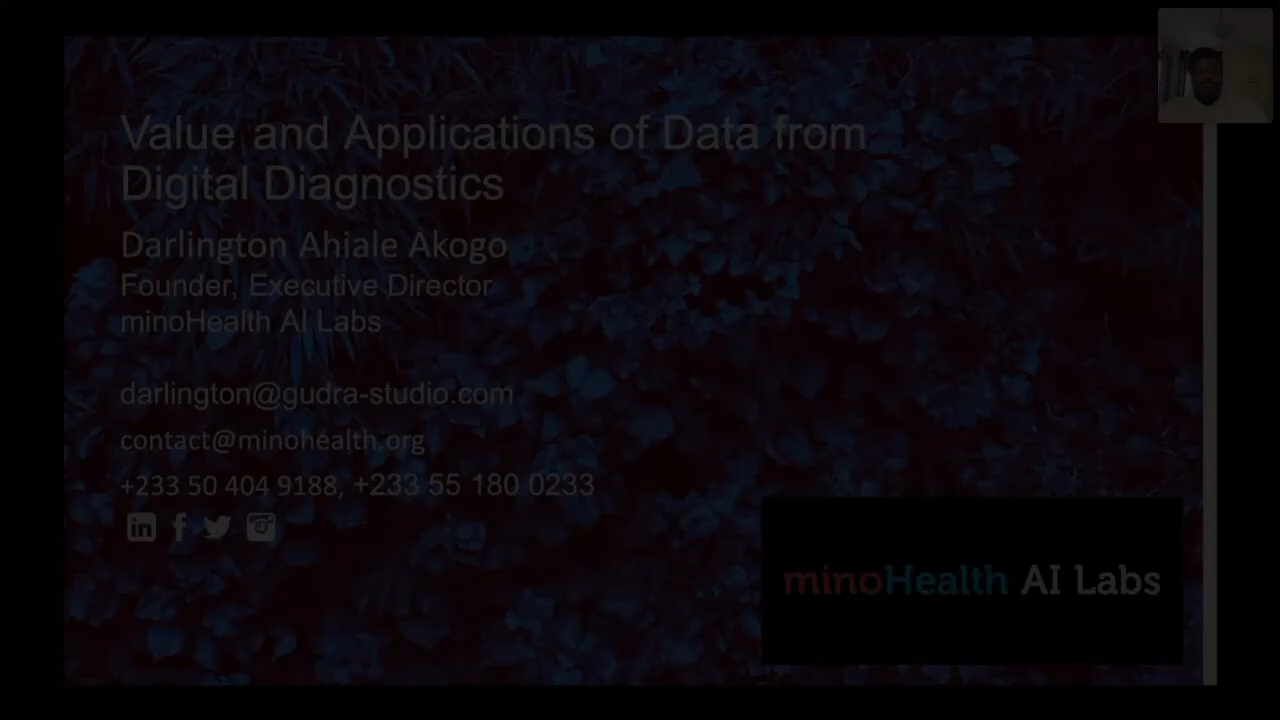 Value and Applications of Data from
Digital Diagnostics
Darlington Ahiale Akogo
Founder, Executive Director
minoHealth AI Labs
darlington@gudra-studio.com
contact@minohealth.org
+233 50 404 9188, +233 55 180 0233
minoHealth AI Labs